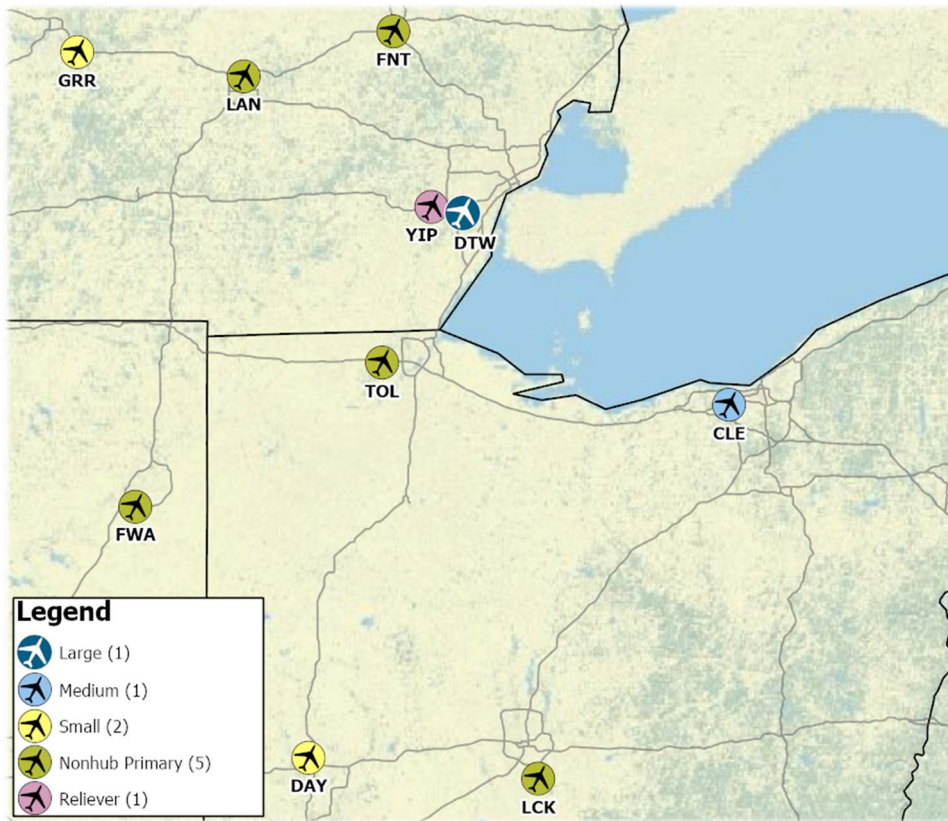 FNT
GRR
LAN
YIP
DTW
TOL
CLE
FWA
Legend
Large (1)
Medium (1)
Small (2)
Nonhub Primary (5)
Reliever (1)
DAY
LCK